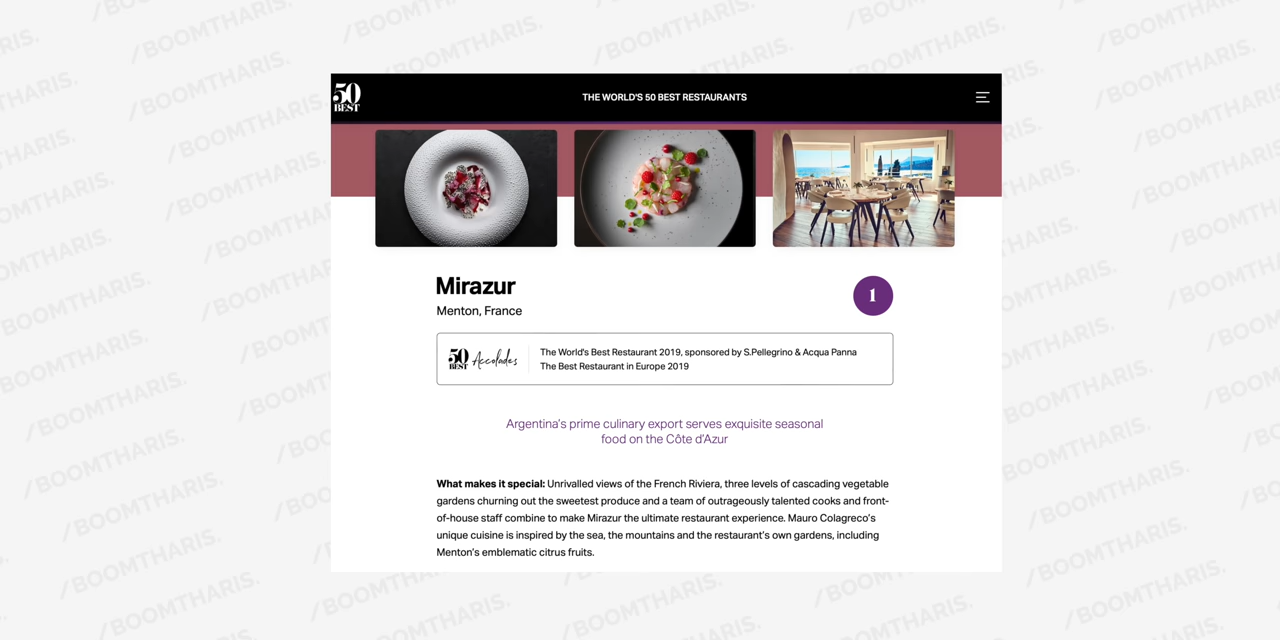 50
BEST
THE WORLD'S 50 BEST RESTAURANTS
Mirazur
1
Menton, France
50
BEST
Accolades
The World's Best Restaurant 2019, sponsored by S.Pellegrino & Acqua Panna
The Best Restaurant in Europe 2019
Argentina's prime culinary export serves exquisite seasonal
food on the Côte d'Azur
What makes it special: Unrivalled views of the French Riviera, three levels of cascading vegetable
gardens churning out the sweetest produce and a team of outrageously talented cooks and front-
of-house staff combine to make Mirazur the ultimate restaurant experience. Mauro Colagreco's
unique cuisine is inspired by the sea, the mountains and the restaurant's own gardens, including
Menton's emblematic citrus fruits.
/BOOMTHARIS.